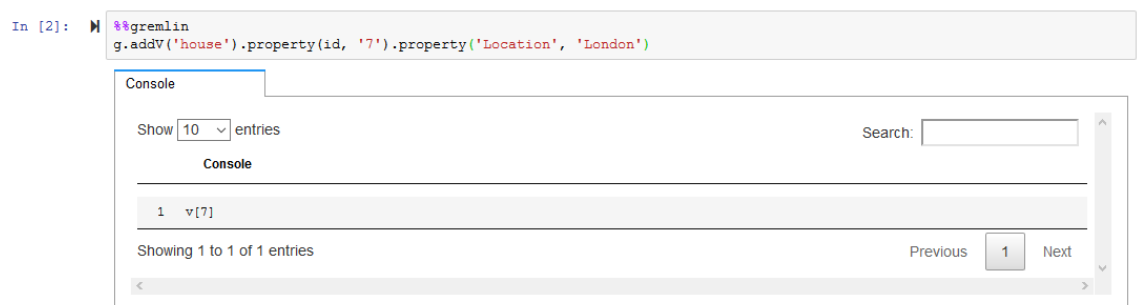 In [2]: %%gremlin
g.addV('house').property(id, '7').property('Location', 'London')
Console
Show 10 entries Search:
Console
1 v[7]
Showing 1 to 1 of 1 entries Previous 1 Next